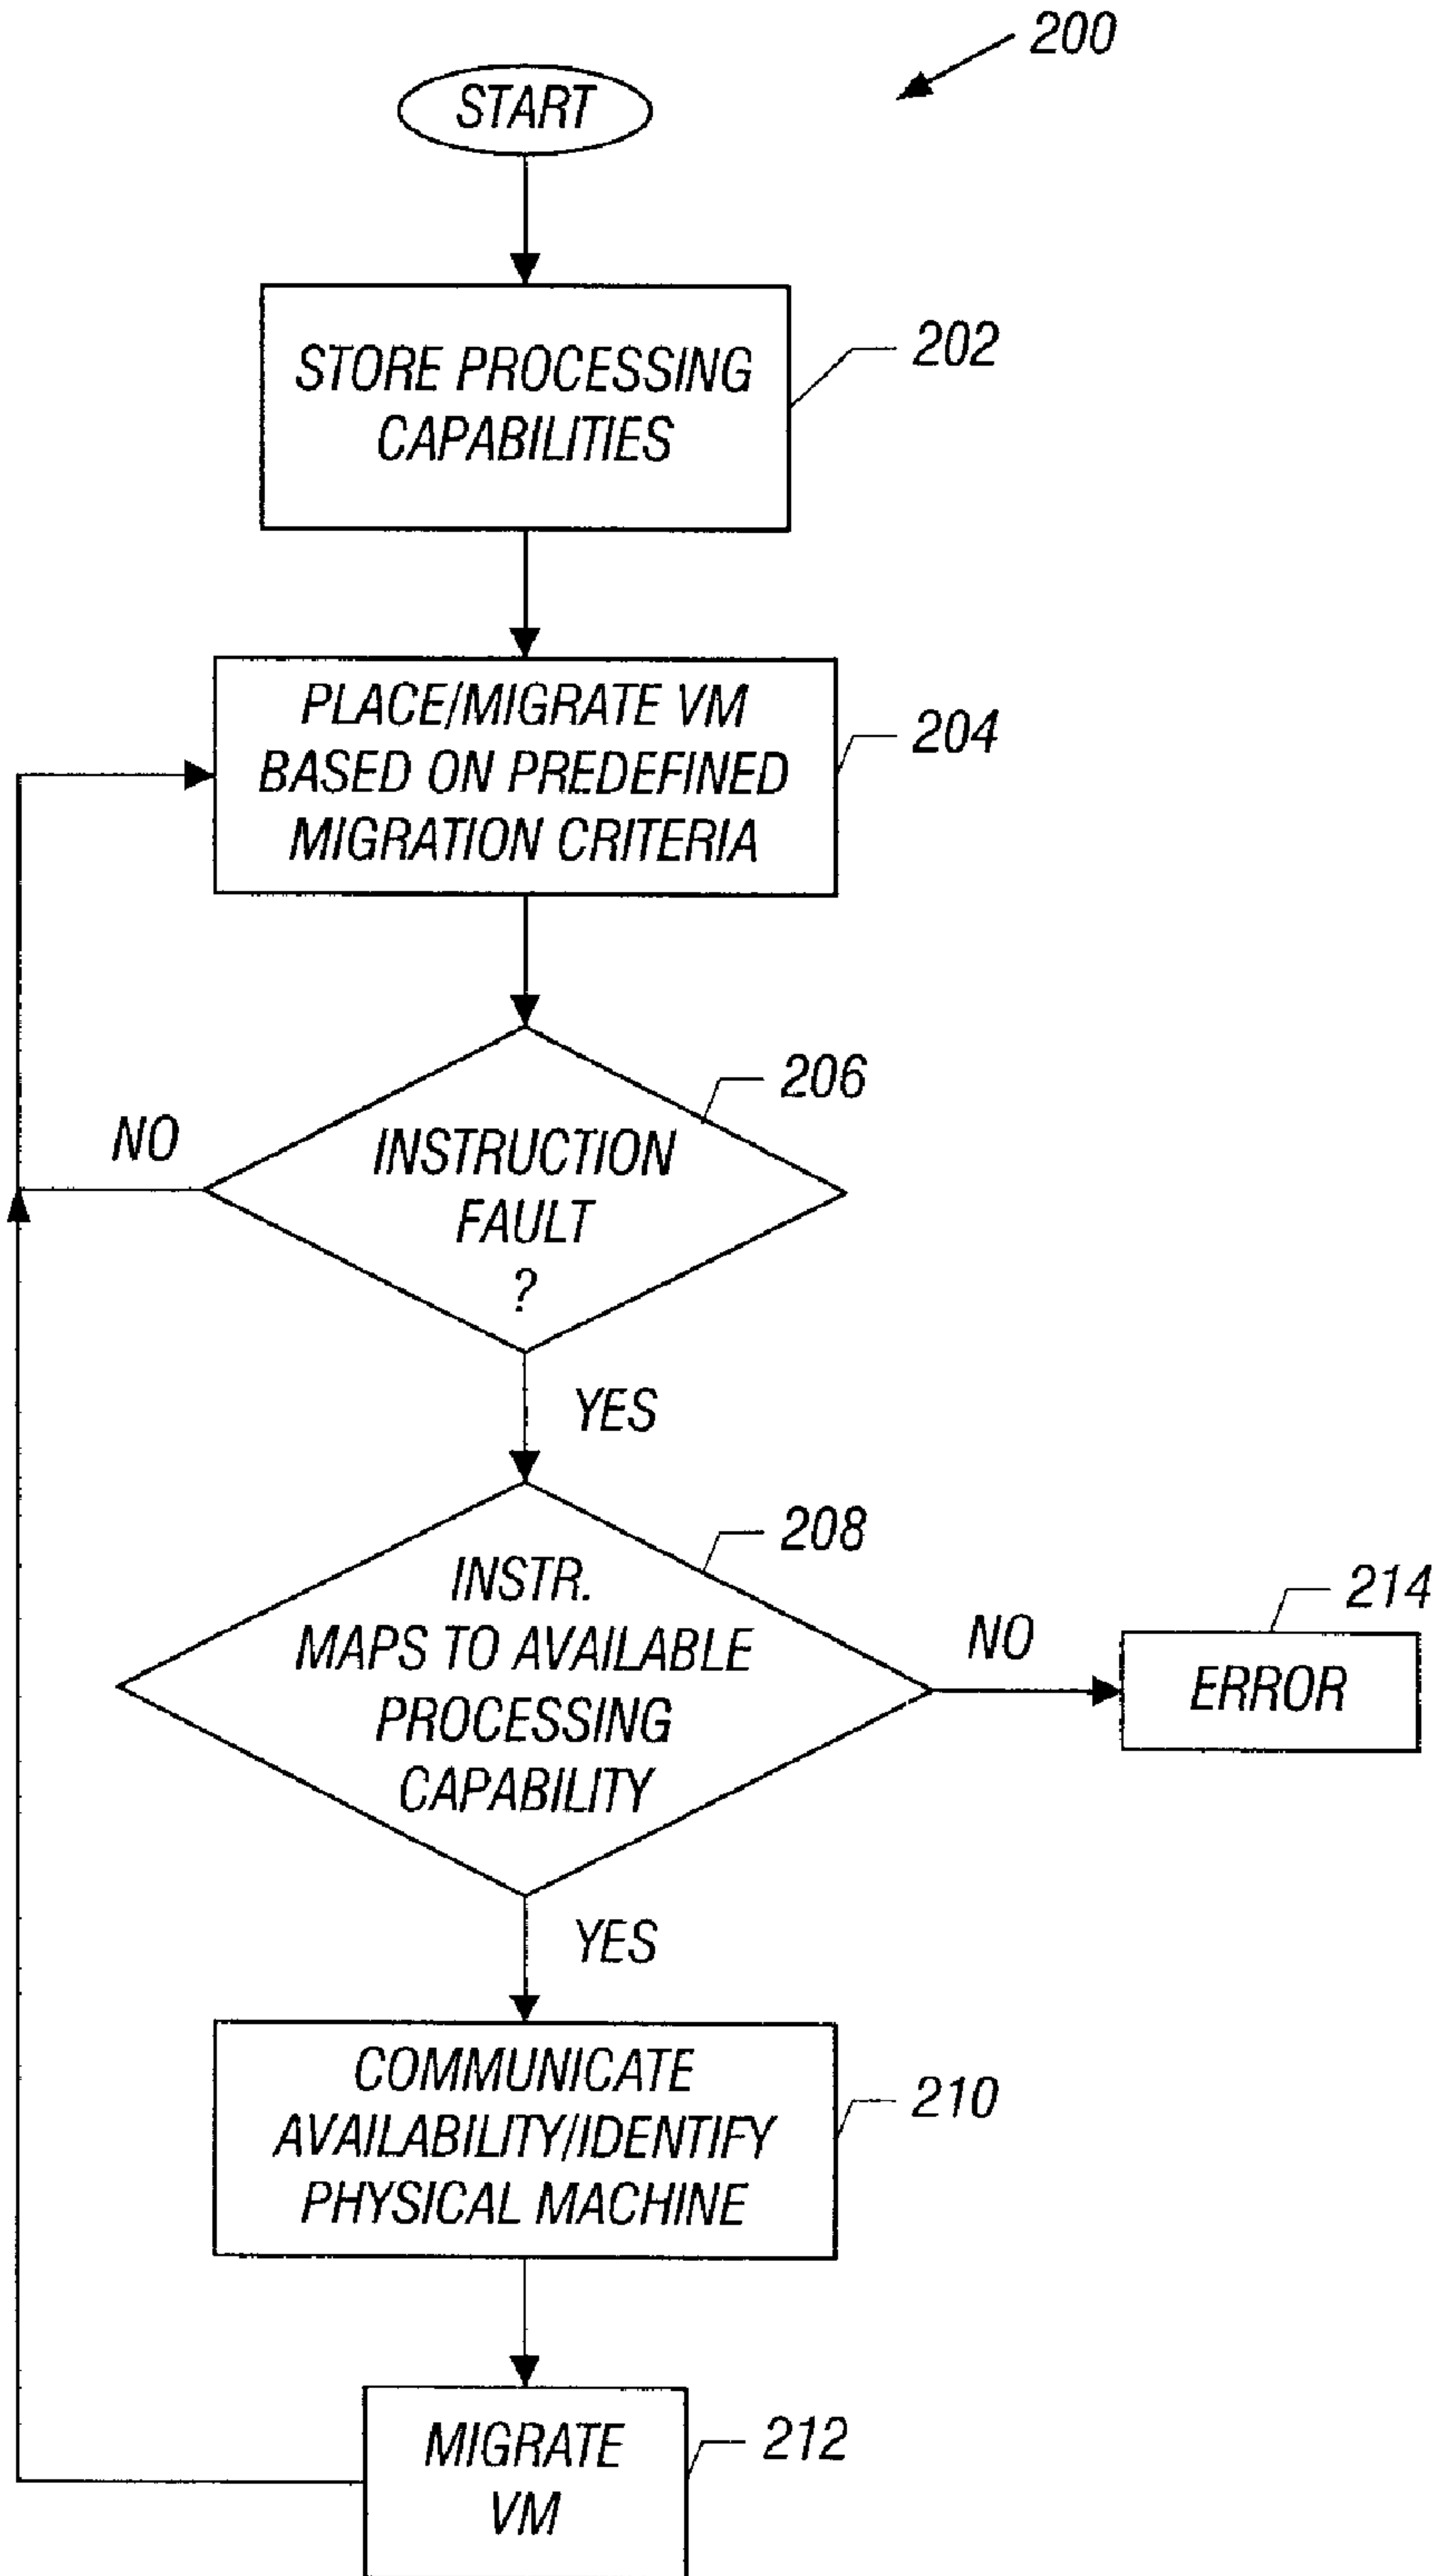 200
START
STORE PROCESSING
CAPABILITIES
202
PLACE/MIGRATE VM
BASED ON PREDEFINED
MIGRATION CRITERIA
204
INSTRUCTION
FAULT
?
206
NO
YES
INSTR.
MAPS TO AVAILABLE
PROCESSING
CAPABILITY
208
NO
ERROR
214
YES
COMMUNICATE
AVAILABILITY/IDENTIFY
PHYSICAL MACHINE
210
MIGRATE
VM
212